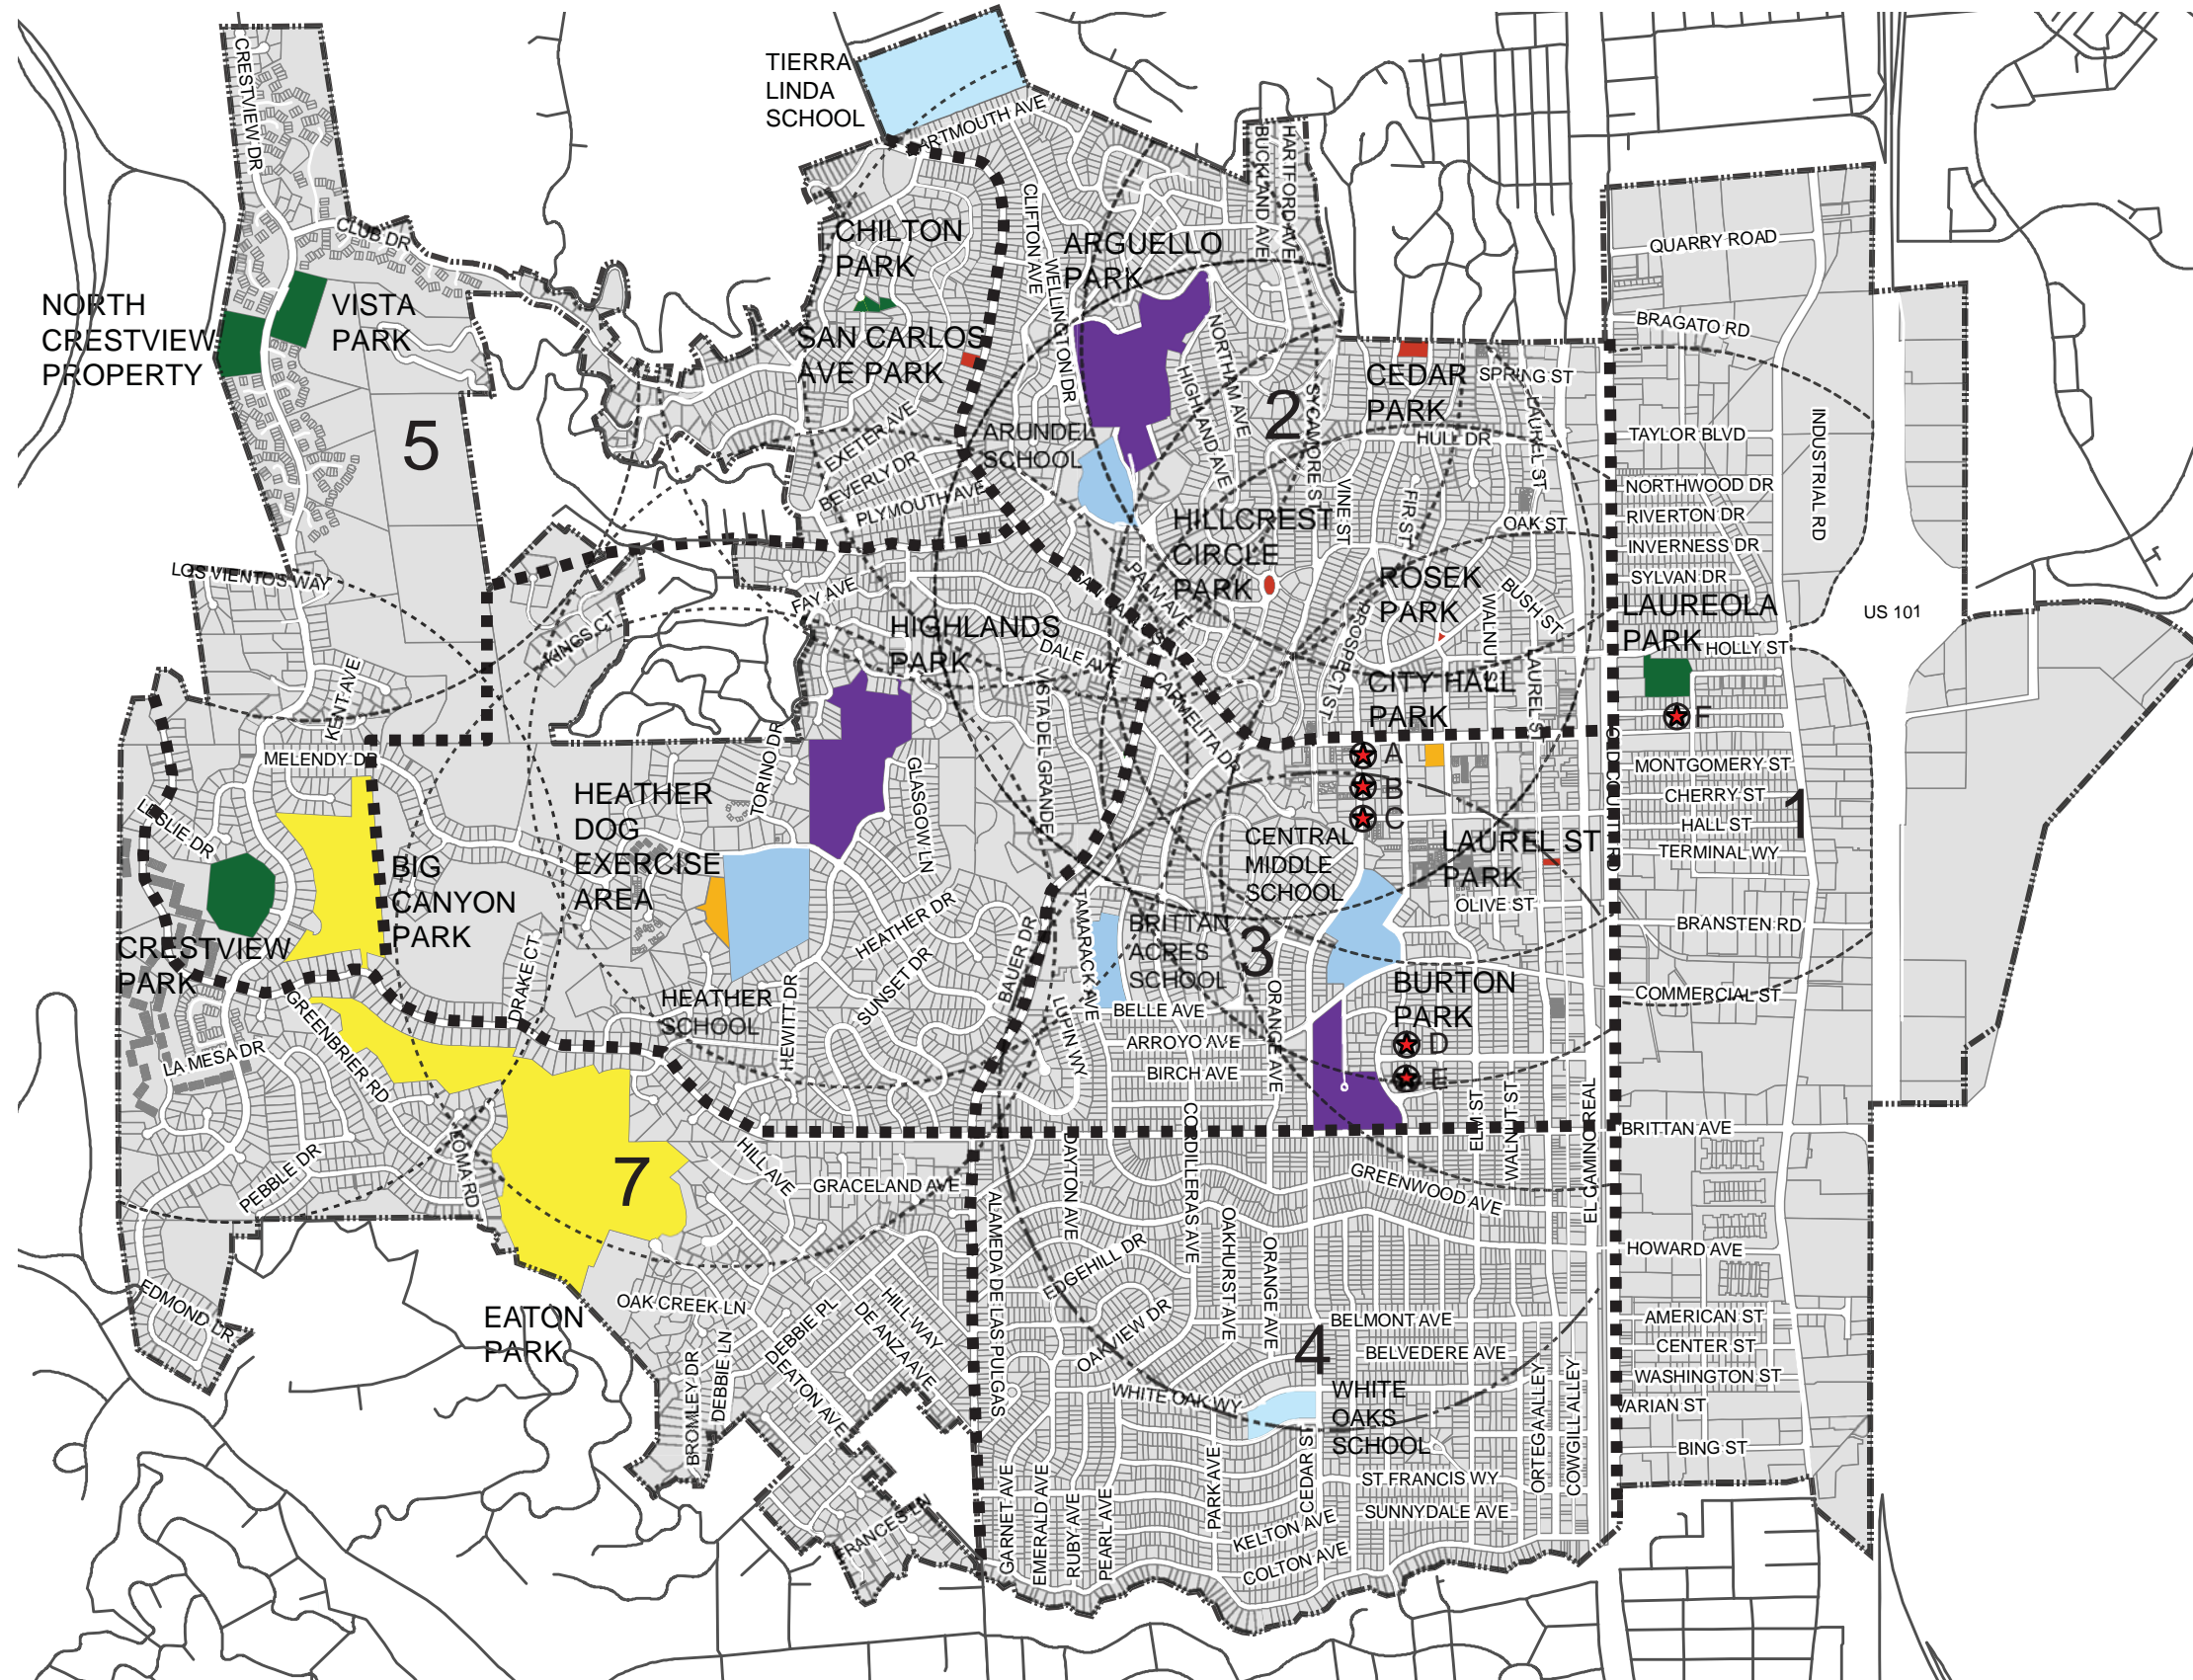 TIERRA
LINDA
SCHOOL
CRESTVIEW DR
CLUB DR
NORTH
CRESTVIEW
PROPERTY
VISTA
PARK
5
CHILTON
PARK
SAN CARLOS
AVE PARK
CLIFTON AVE
WELLINGTON DR
ARGUELLO
PARK
BUCKLAND AVE
HARTFORD AVE
NORTHAM AVE
HIGHLAND AVE
2
SYCAMORE ST
CEDAR
PARK
SPRING ST
LAUREL ST
HULL DR
VINE ST
FIR ST
OAK ST
QUARRY ROAD
BRAGATO RD
TAYLOR BLVD
INDUSTRIAL RD
NORTHWOOD DR
RIVERTON DR
INVERNESS DR
SYLVAN DR
LAUREOLA
PARK
HOLLY ST
US 101
EXETER AVE
BEVERLY DR
PLYMOUTH AVE
ARUNDEL
SCHOOL
HILLCREST
CIRCLE
PARK
PALM AVE
ROSEK
PARK
BUSH ST
WALNUT ST
LAUREL ST
PROSPECT ST
CITY HALL
PARK
LOS VIENTOS WAY
KINGS CT
FAY AVE
HIGHLANDS
PARK
DALE AVE
CARMELITA DR
VISTA DEL GRANDE
KENT AVE
MELENDY DR
LESLIE DR
TORINO DR
GLASGOW LN
HEATHER
DOG
EXERCISE
AREA
BIG
CANYON
PARK
CRESTVIEW
PARK
A
B
C
F
CENTRAL
MIDDLE
SCHOOL
LAUREL ST
PARK
OLIVE ST
MONTGOMERY ST
CHERRY ST
HALL ST
1
TERMINAL WY
BRANSTEN RD
COMMERCIAL ST
BRITTAN
ACRES
SCHOOL
3
TAMARACK AVE
BAUER DR
HEATHER DR
SUNSET DR
HEATHER
SCHOOL
HEWITT DR
DRAKE CT
GREENBRIER RD
LA MESA DR
LUPIN WY
BELLE AVE
ARROYO AVE
BIRCH AVE
ORANGE AVE
BURTON
PARK
D
E
ELM ST
WALNUT ST
EL CAMINO REAL
BRITTAN AVE
PEBBLE DR
LOMA RD
7
HILL AVE
GRACELAND AVE
DAYTON AVE
CORDILLERAS AVE
GREENWOOD AVE
ALAMEDA DE LAS PULGAS
EDGEHILL DR
OAKHURST AVE
ORANGE AVE
HOWARD AVE
EDMOND DR
EATON
PARK
OAK CREEK LN
DEBBIE PL
HILL WAY
DE ANZA AVE
DEBBIE LN
EATON AVE
BROMLEY DR
OAK VIEW DR
BELMONT AVE
4
BELVEDERE AVE
AMERICAN ST
CENTER ST
WASHINGTON ST
VARIAN ST
BING ST
WHITE OAK WY
WHITE
OAKS
SCHOOL
ORTEGA ALLEY
COWGILL ALLEY
ST FRANCIS WY
SUNNYDALE AVE
CEDAR ST
PARK AVE
KELTON AVE
COLTON AVE
GARNET AVE
EMERALD AVE
RUBY AVE
PEARL AVE
FRANCES LN